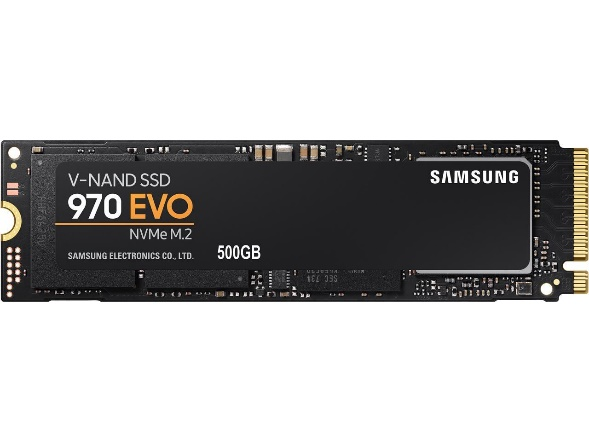 V-NAND SSD
SAMSUNG
970 EVO
NVMe M.2
SAMSUNG ELECTRONICS CO., LTD.
500GB